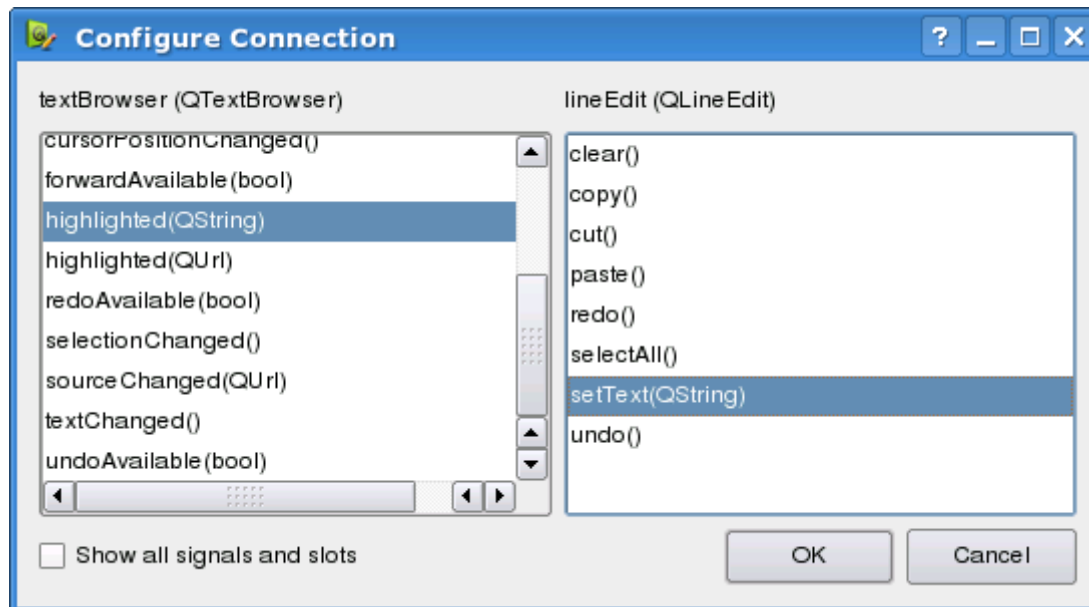 Configure Connection
textBrowser (QTextBrowser)
cursorPositionChanged()
forwardAvailable(bool)
highlighted(QString)
highlighted(QUrl)
redoAvailable(bool)
selectionChanged()
sourceChanged(QUrl)
textChanged()
undoAvailable(bool)
lineEdit (QLineEdit)
clear()
copy()
cut()
paste()
redo()
selectAll()
setText(QString)
undo()
Show all signals and slots
OK
Cancel